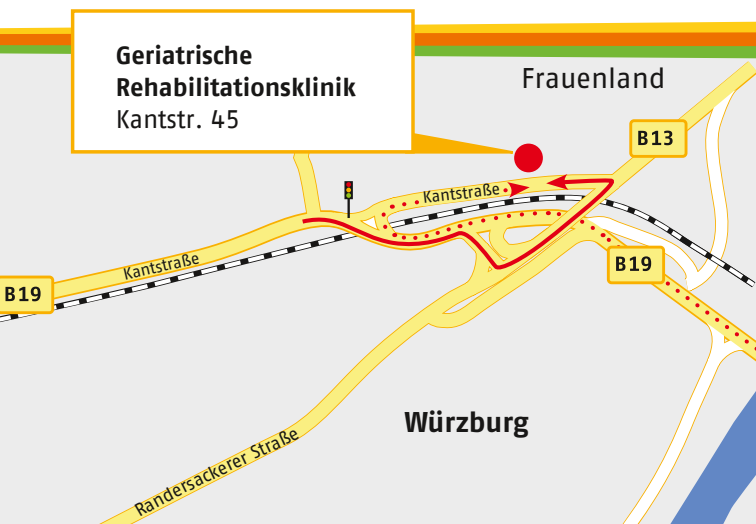 Geriatrische
Rehabilitationsklinik
Kantstr. 45
Frauenland
B13
Kantstraße
Kantstraße
B19
B19
Würzburg
Randersackerer Straße